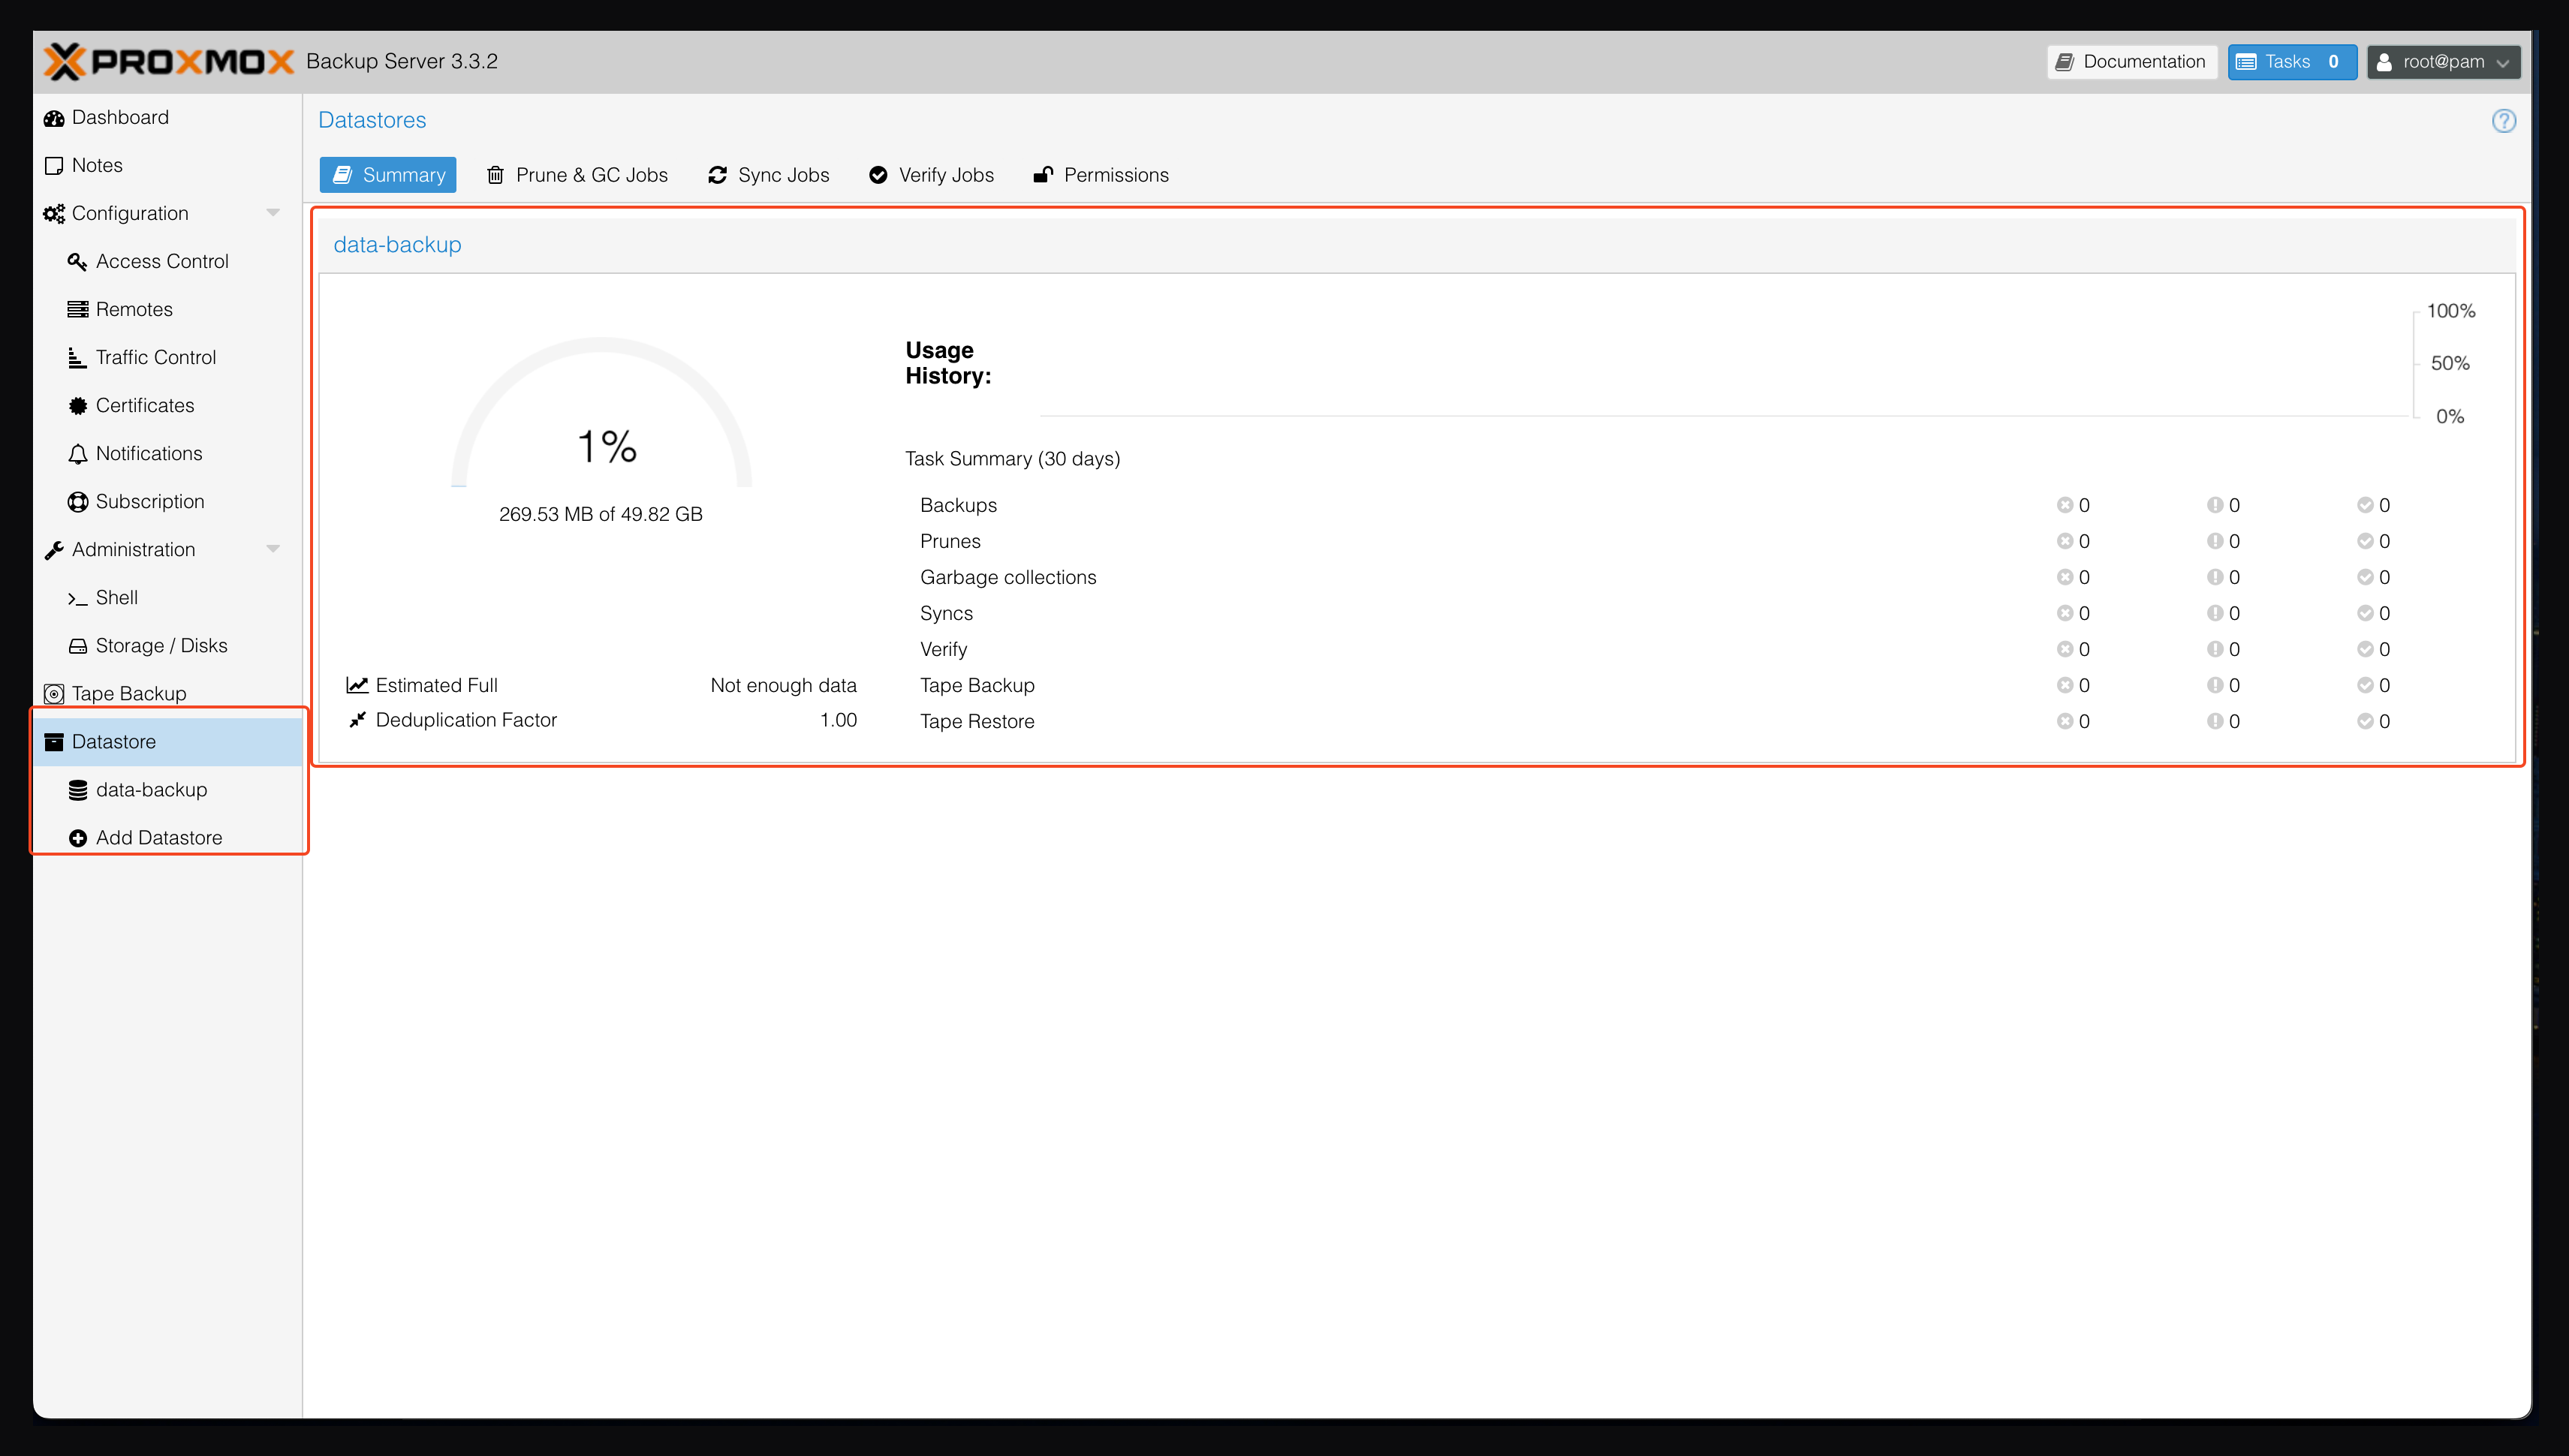 PROXMOX Backup Server 3.3.2
Documentation
Tasks 0
root@pam
Dashboard
Notes
Configuration
Access Control
Remotes
Traffic Control
Certificates
Notifications
Subscription
Administration
Shell
Storage / Disks
Tape Backup
Datastore
data-backup
Add Datastore
Datastores
?
Summary
Prune & GC Jobs
Sync Jobs
Verify Jobs
Permissions
data-backup
1%
269.53 MB of 49.82 GB
Estimated Full Not enough data
Deduplication Factor 1.00
Usage
History:
100%
50%
0%
Task Summary (30 days)
Backups 0 0 0
Prunes 0 0 0
Garbage collections 0 0 0
Syncs 0 0 0
Verify 0 0 0
Tape Backup 0 0 0
Tape Restore 0 0 0